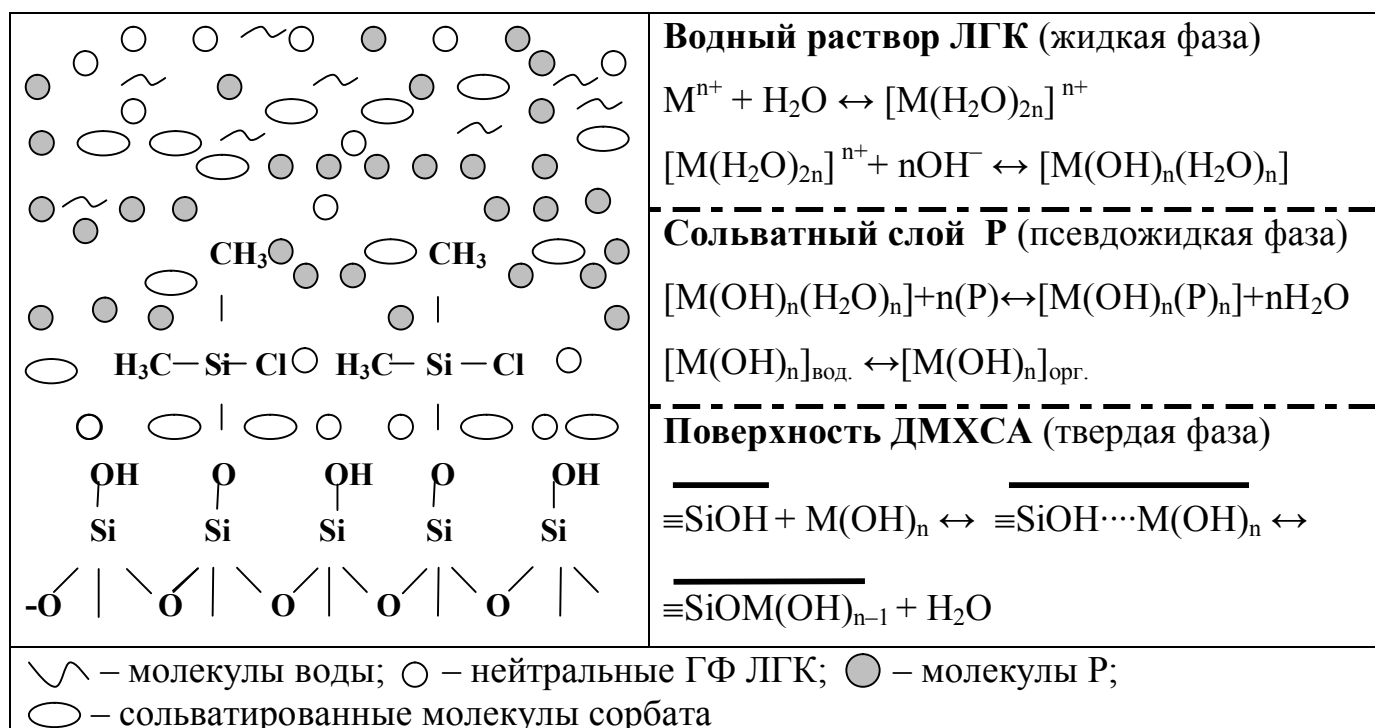 CH₃ CH₃
H₃C—Si—Cl H₃C—Si—Cl
OH O OH O OH
Si Si Si Si Si
-O O O O O
Водный раствор ЛГК (жидкая фаза)
Mⁿ⁺ + H₂O ↔ [M(H₂O)₂ₙ] ⁿ⁺
[M(H₂O)₂ₙ] ⁿ⁺+ nOH⁻ ↔ [M(OH)ₙ(H₂O)ₙ]
Сольватный слой Р (псевдожидкая фаза)
[M(OH)ₙ(H₂O)ₙ]+n(P)↔[M(OH)ₙ(P)ₙ]+nH₂O
[M(OH)ₙ]вод. ↔[M(OH)ₙ]орг.
Поверхность ДМХСА (твердая фаза)
≡SiOH + M(OH)ₙ ↔ ≡SiOH····M(OH)ₙ ↔
≡SiOM(OH)ₙ₋₁ + H₂O
– молекулы воды; – нейтральные ГФ ЛГК; – молекулы Р;
– сольватированные молекулы сорбата